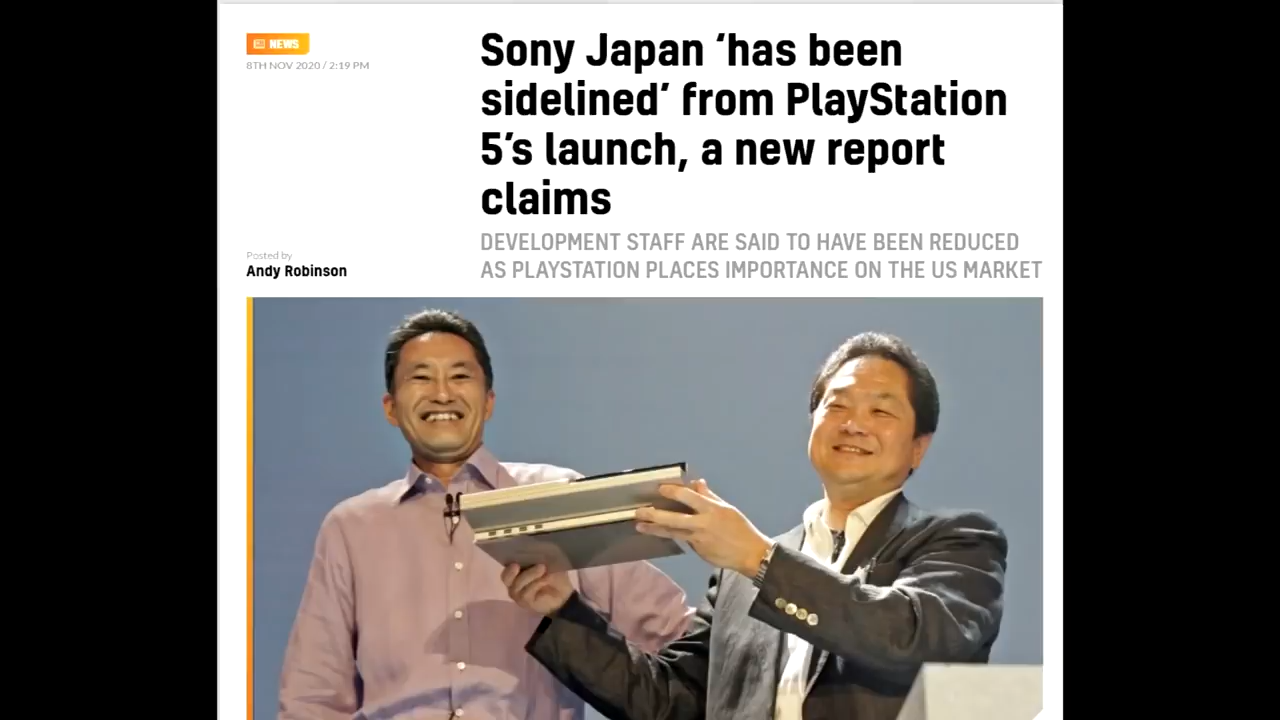 NEWS
8TH NOV 2020 / 2:19 PM
Sony Japan ‘has been
sidelined’ from PlayStation
5’s launch, a new report
claims
DEVELOPMENT STAFF ARE SAID TO HAVE BEEN REDUCED
AS PLAYSTATION PLACES IMPORTANCE ON THE US MARKET
Posted by
Andy Robinson